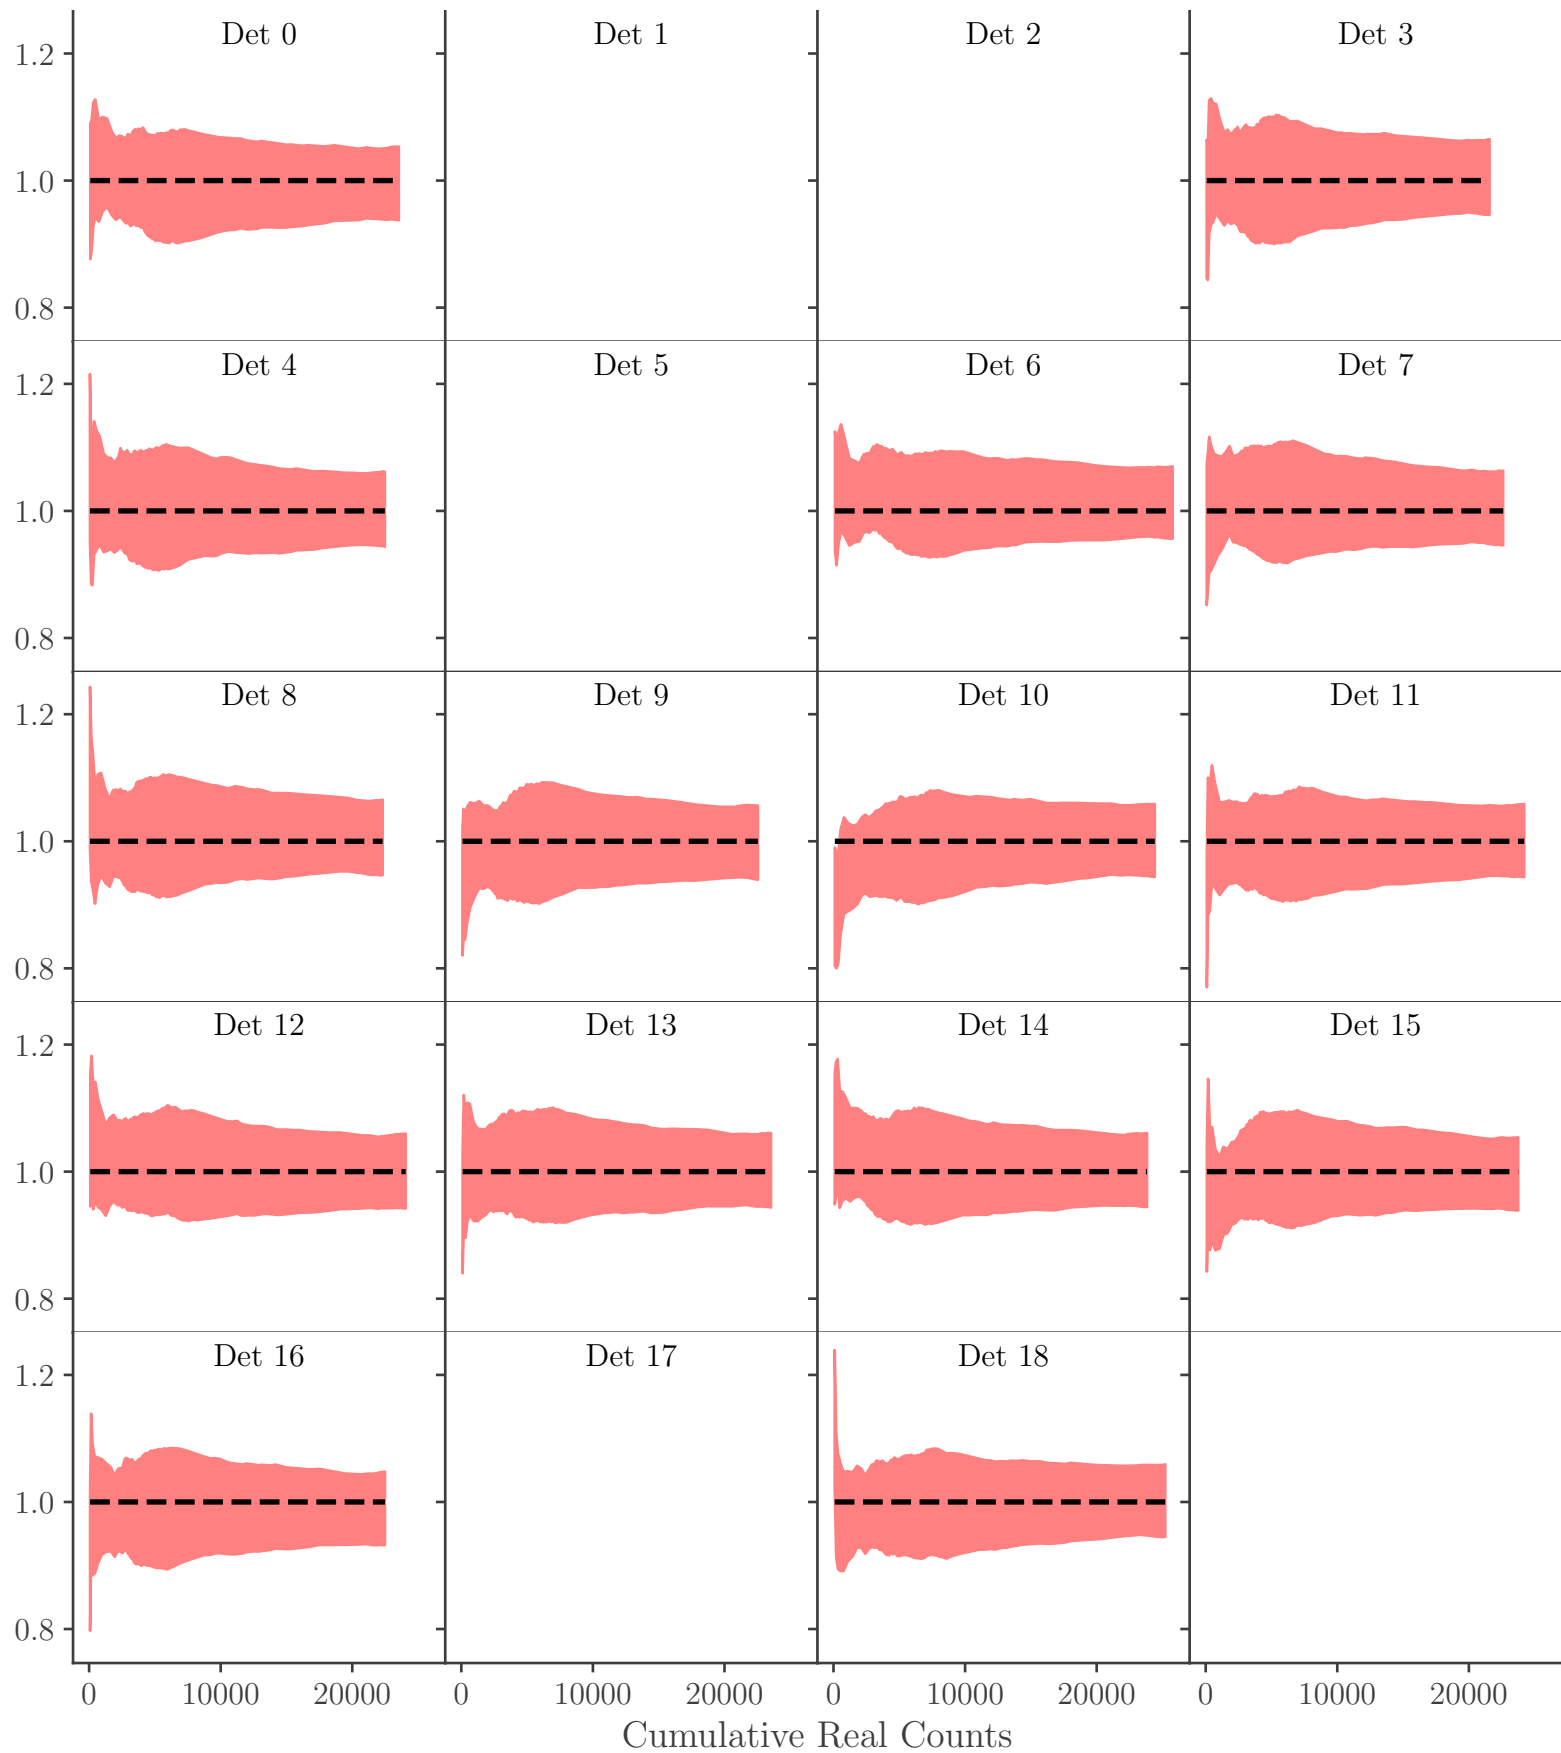 Det 0 Det 1 Det 2 Det 3
1.2
1.0
0.8
Det 4 Det 5 Det 6 Det 7
1.2
1.0
0.8
Det 8 Det 9 Det 10 Det 11
1.2
1.0
0.8
Det 12 Det 13 Det 14 Det 15
1.2
1.0
0.8
Det 16 Det 17 Det 18
1.2
1.0
0.8
0 10000 20000 0 10000 20000 0 10000 20000 0 10000 20000
Cumulative Real Counts